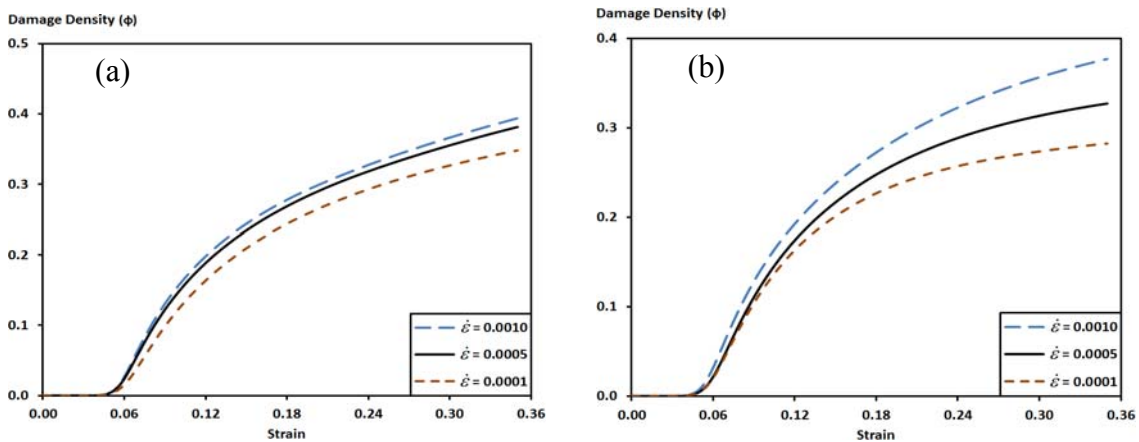 Damage Density (ϕ)
0.5
(a)
0.4
0.3
0.2
0.1
0.0
ε̇ = 0.0010
ε̇ = 0.0005
ε̇ = 0.0001
0.00 0.06 0.12 0.18 0.24 0.30 0.36
Strain
Damage Density (ϕ)
0.4
(b)
0.3
0.2
0.1
0.0
ε̇ = 0.0010
ε̇ = 0.0005
ε̇ = 0.0001
0.00 0.06 0.12 0.18 0.24 0.30 0.36
Strain